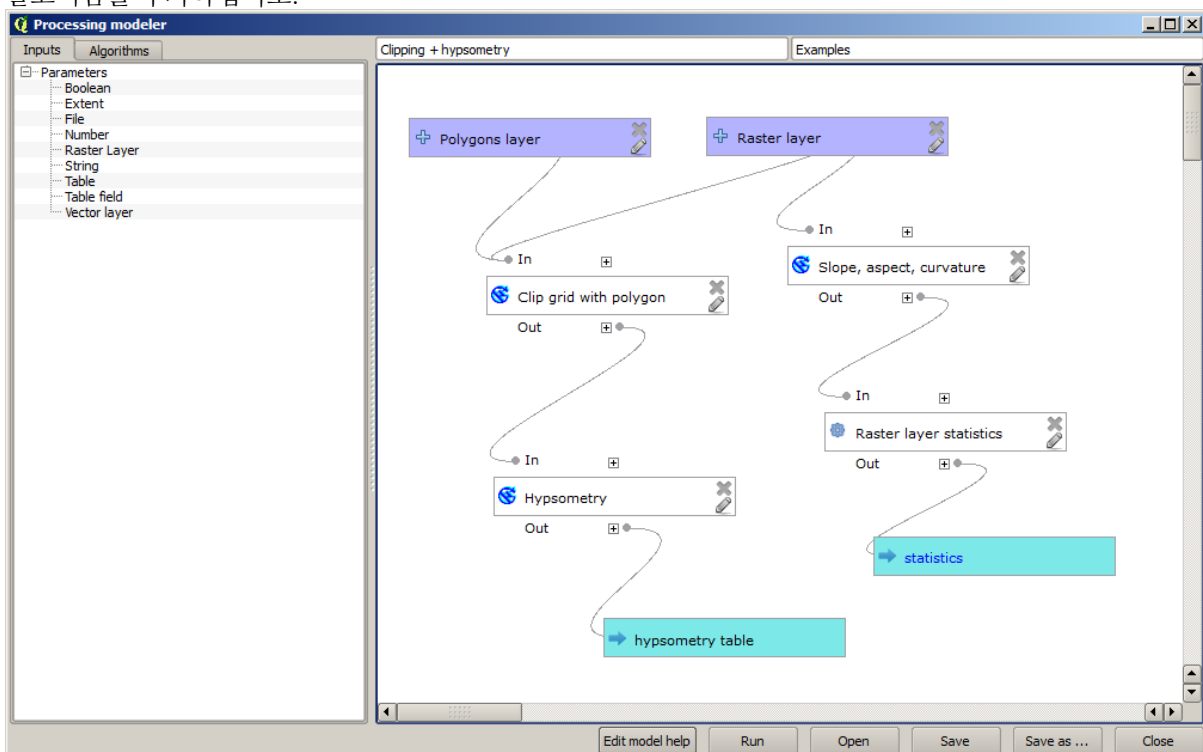 Processing modeler
Inputs
Algorithms
Clipping + hypsometry
Examples
Parameters
Boolean
Extent
File
Number
Raster Layer
String
Table
Table field
Vector layer
Polygons layer
Raster layer
In
Slope, aspect, curvature
Out
In
Clip grid with polygon
Out
In
Raster layer statistics
Out
In
Hypsometry
Out
statistics
hypsometry table
Edit model help
Run
Open
Save
Save as ...
Close